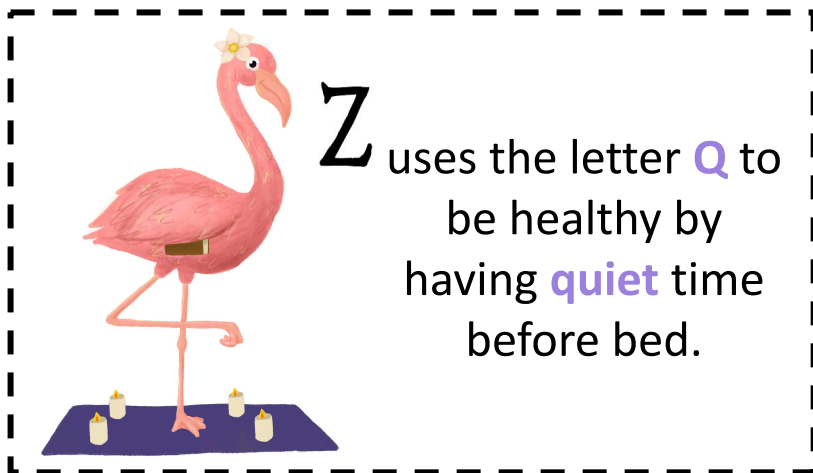 Z uses the letter Q to
be healthy by
having quiet time
before bed.